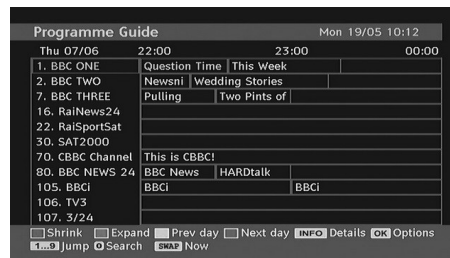 Programme Guide Mon 19/05 10:12
Thu 07/06 22:00 23:00 00:00
1. BBC ONE Question Time This Week
2. BBC TWO Newsni Wedding Stories
7. BBC THREE Pulling Two Pints of
16. RaiNews24
22. RaiSportSat
30. SAT2000
70. CBBC Channel This is CBBC!
80. BBC NEWS 24 BBC News HARDtalk
105. BBCi BBCi BBCi
106. TV3
107. 3/24
Shrink Expand Prev day Next day INFO Details OK Options
1...9 Jump 0 Search SWAP Now